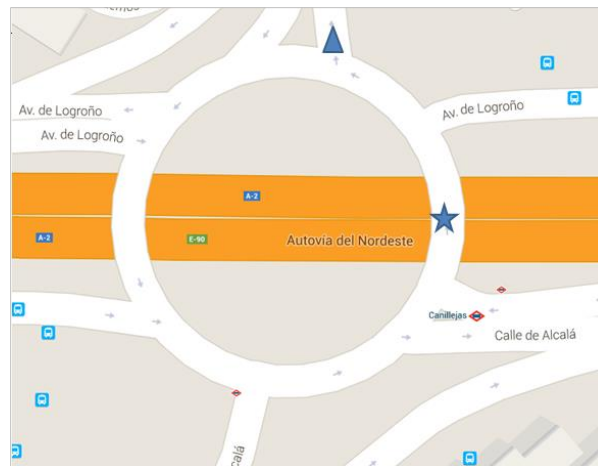 Av. de Logroño
Av. de Logroño
Av. de Logroño
A-2
A-2
E-90
Autovía del Nordeste
Canillejas
Calle de Alcalá